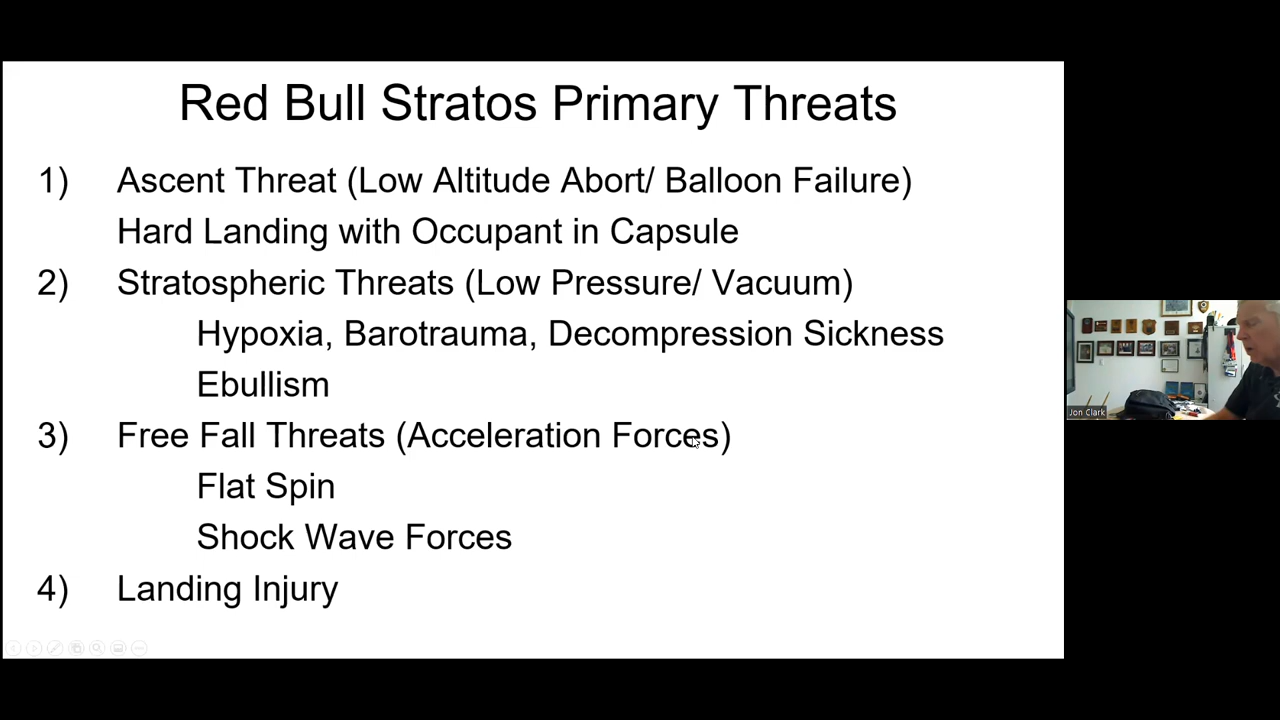 Red Bull Stratos Primary Threats
1) Ascent Threat (Low Altitude Abort/ Balloon Failure)
Hard Landing with Occupant in Capsule
2) Stratospheric Threats (Low Pressure/ Vacuum)
Hypoxia, Barotrauma, Decompression Sickness
Ebullism
3) Free Fall Threats (Acceleration Forces)
Flat Spin
Shock Wave Forces
4) Landing Injury
Jon Clark